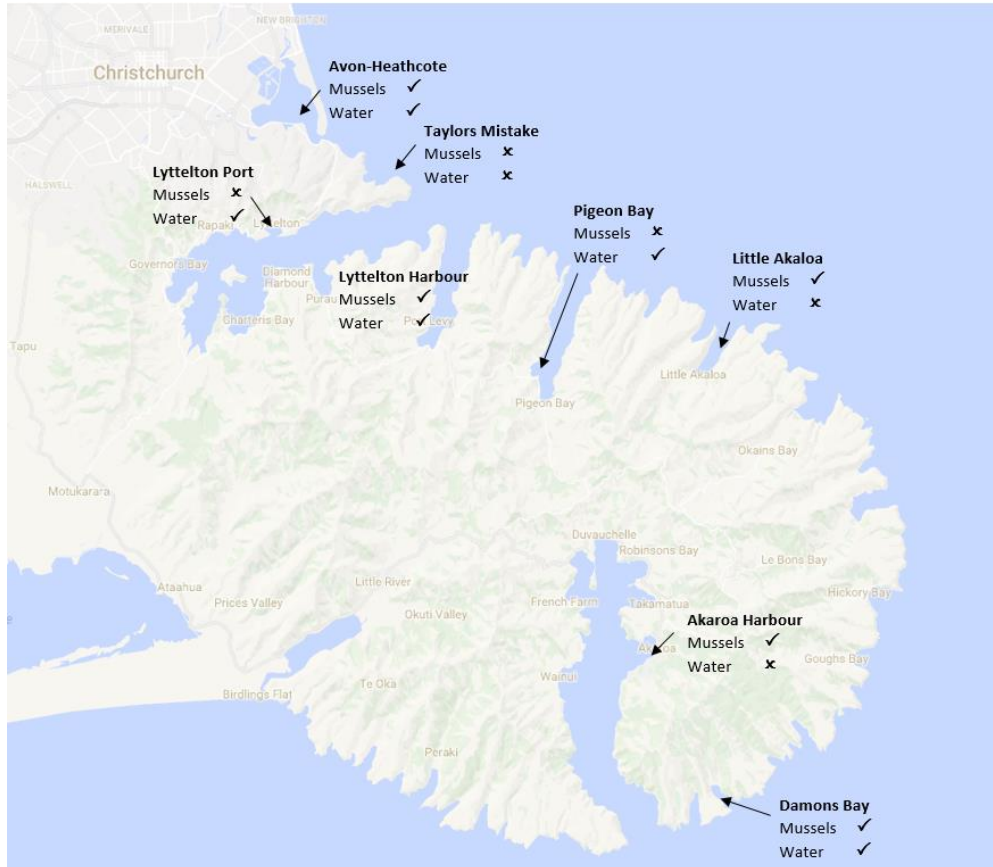 NEW BRIGHTON
MERIVALE
Christchurch
Avon-Heathcote
Mussels ✓
Water ✓
Taylors Mistake
Mussels ×
Water ×
HALSWELL
Lyttelton Port
Mussels ×
Water ✓
Rapaki
Lyttelton
Governors Bay
Diamond
Harbour
Charteris Bay
Lyttelton Harbour
Mussels ✓
Water ✓
Port Levy
Pigeon Bay
Mussels ×
Water ✓
Little Akaloa
Mussels ✓
Water ×
Tapu
Little Akaloa
Pigeon Bay
Okains Bay
Motukarara
Duvauchelle
Robinsons Bay
Le Bons Bay
Ataahua
Little River
Prices Valley
Okuti Valley
French Farm
Takamatua
Hickory Bay
Akaroa Harbour
Mussels ✓
Water ×
Goughs Bay
Te Oka
Wainui
Birdlings Flat
Peraki
Damons Bay
Mussels ✓
Water ✓